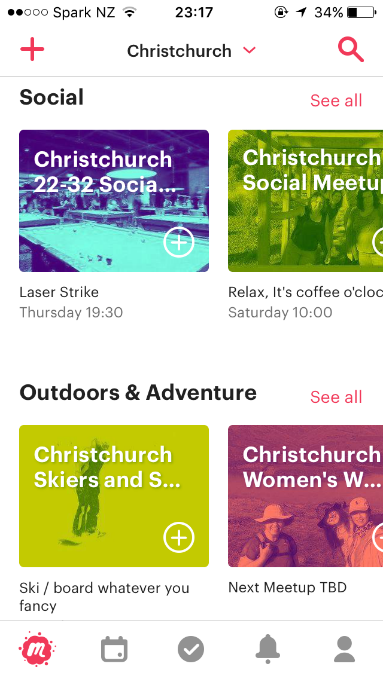 Spark NZ
23:17
34%
Christchurch
Social
See all
Christchurch
22-32 Socia...
Laser Strike
Thursday 19:30
Christchurch
Social Meetup
Relax, It's coffee o'cloc
Saturday 10:00
Outdoors & Adventure
See all
Christchurch
Skiers and S...
Ski / board whatever you
fancy
Christchurch
Women's W...
Next Meetup TBD
m